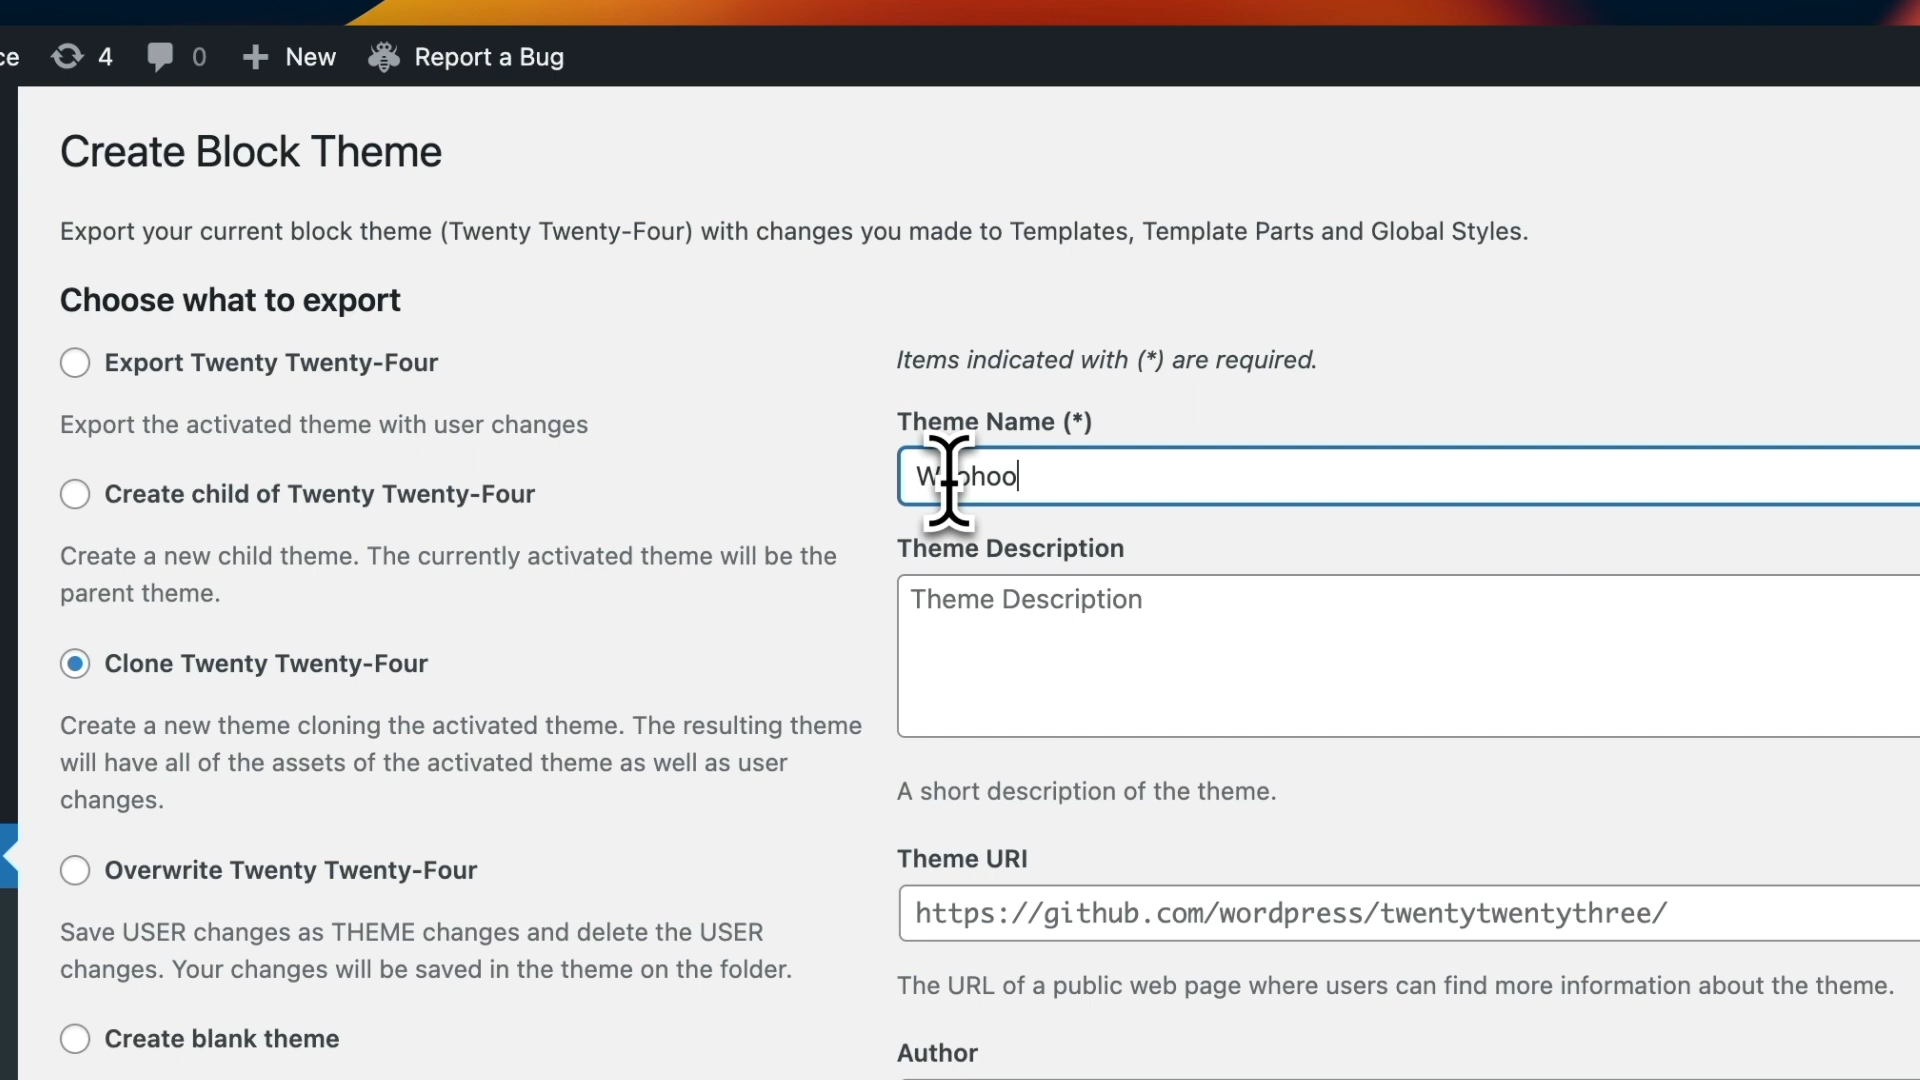 4 0 New Report a Bug
Create Block Theme
Export your current block theme (Twenty Twenty-Four) with changes you made to Templates, Template Parts and Global Styles.
Choose what to export
Export Twenty Twenty-Four
Export the activated theme with user changes
Create child of Twenty Twenty-Four
Create a new child theme. The currently activated theme will be the
parent theme.
Clone Twenty Twenty-Four
Create a new theme cloning the activated theme. The resulting theme
will have all of the assets of the activated theme as well as user
changes.
Overwrite Twenty Twenty-Four
Save USER changes as THEME changes and delete the USER
changes. Your changes will be saved in the theme on the folder.
Create blank theme
Items indicated with (*) are required.
Theme Name (*)
Theme Description
Theme Description
A short description of the theme.
Theme URI
https://github.com/wordpress/twentytwentythree/
The URL of a public web page where users can find more information about the theme.
Author